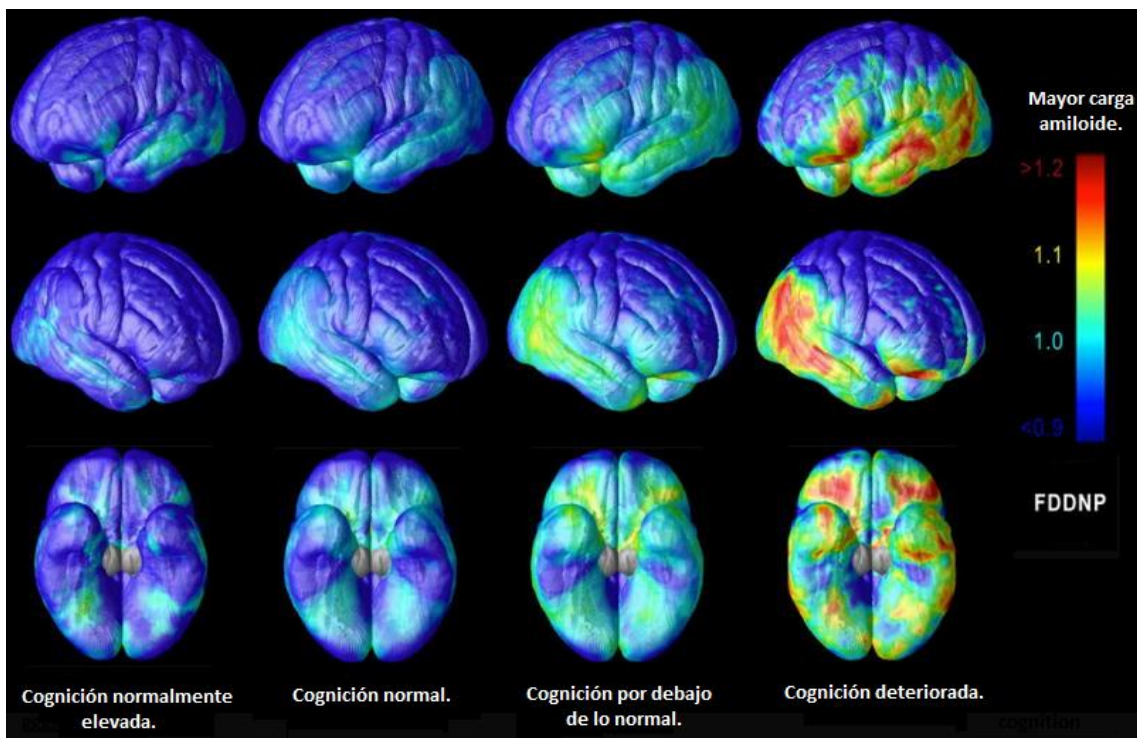 Mayor carga
amiloide.
>1.2
1.1
1.0
<0.9
FDDNP
Cognición normalmente
elevada.
Cognición normal.
Cognición por debajo
de lo normal.
Cognición deteriorada.
cognition